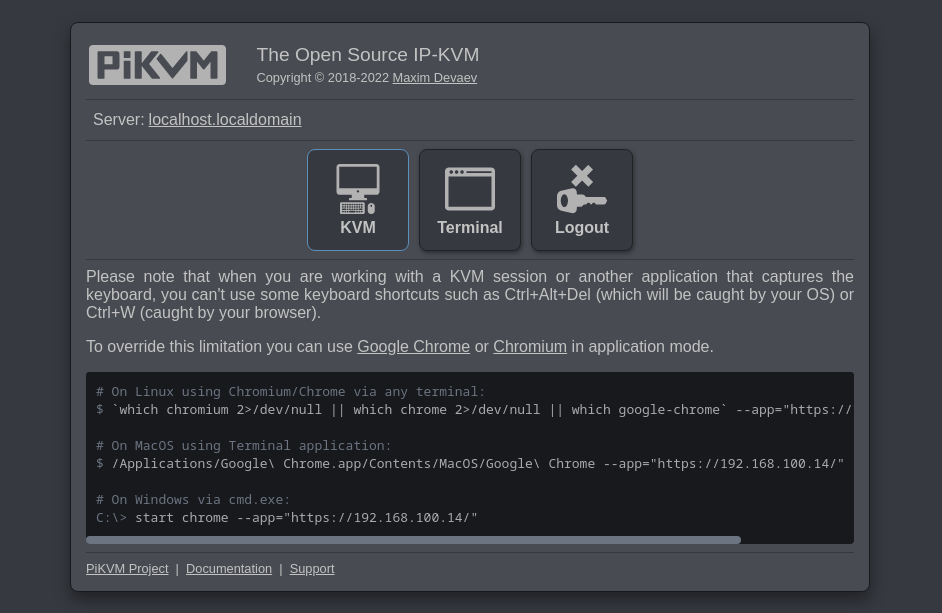 PiKVM
The Open Source IP-KVM
Copyright © 2018-2022 Maxim Devaev
Server: localhost.localdomain
KVM
Terminal
Logout
Please note that when you are working with a KVM session or another application that captures the
keyboard, you can't use some keyboard shortcuts such as Ctrl+Alt+Del (which will be caught by your OS) or
Ctrl+W (caught by your browser).
To override this limitation you can use Google Chrome or Chromium in application mode.
# On Linux using Chromium/Chrome via any terminal:
$ `which chromium 2>/dev/null || which chrome 2>/dev/null || which google-chrome` --app="https://
# On MacOS using Terminal application:
$ /Applications/Google\ Chrome.app/Contents/MacOS/Google\ Chrome --app="https://192.168.100.14/"
# On Windows via cmd.exe:
C:\> start chrome --app="https://192.168.100.14/"
PiKVM Project | Documentation | Support